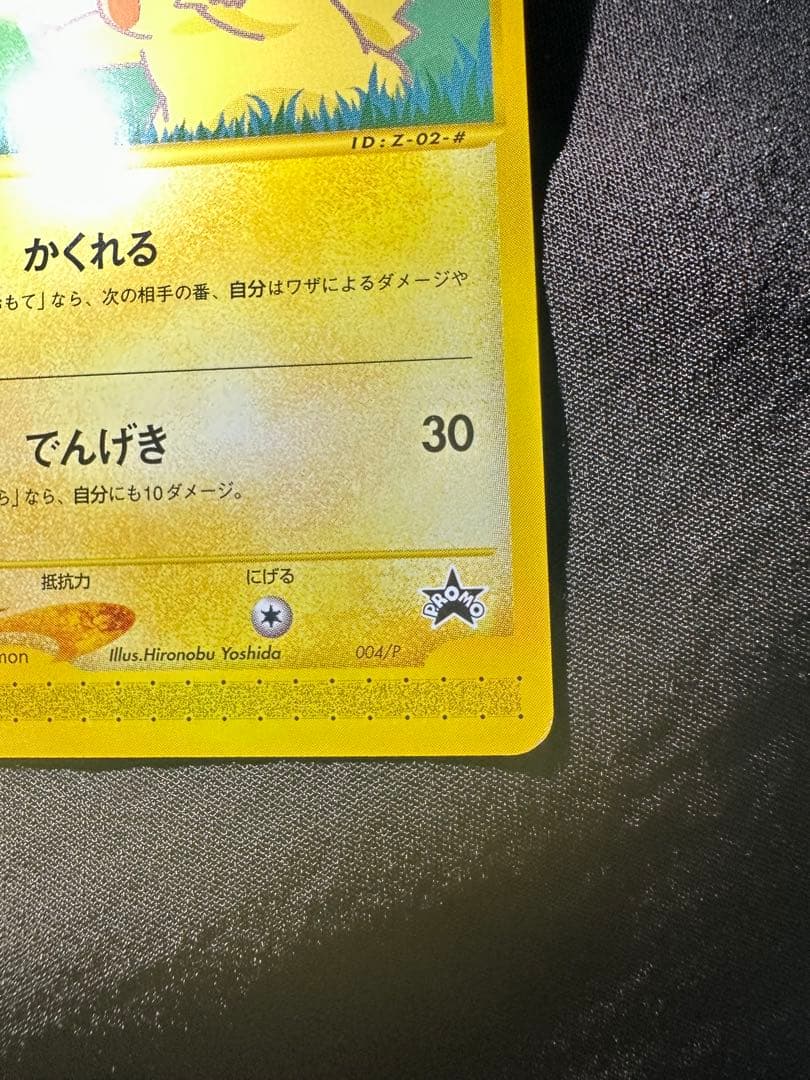 ID:Z-02-#
かくれる
もて」なら、次の相手の番、自分はワザによるダメージや
でんげき 30
ら」なら、自分にも10ダメージ。
抵抗力 にげる
PROMO
mon Illus.Hironobu Yoshida 004/P